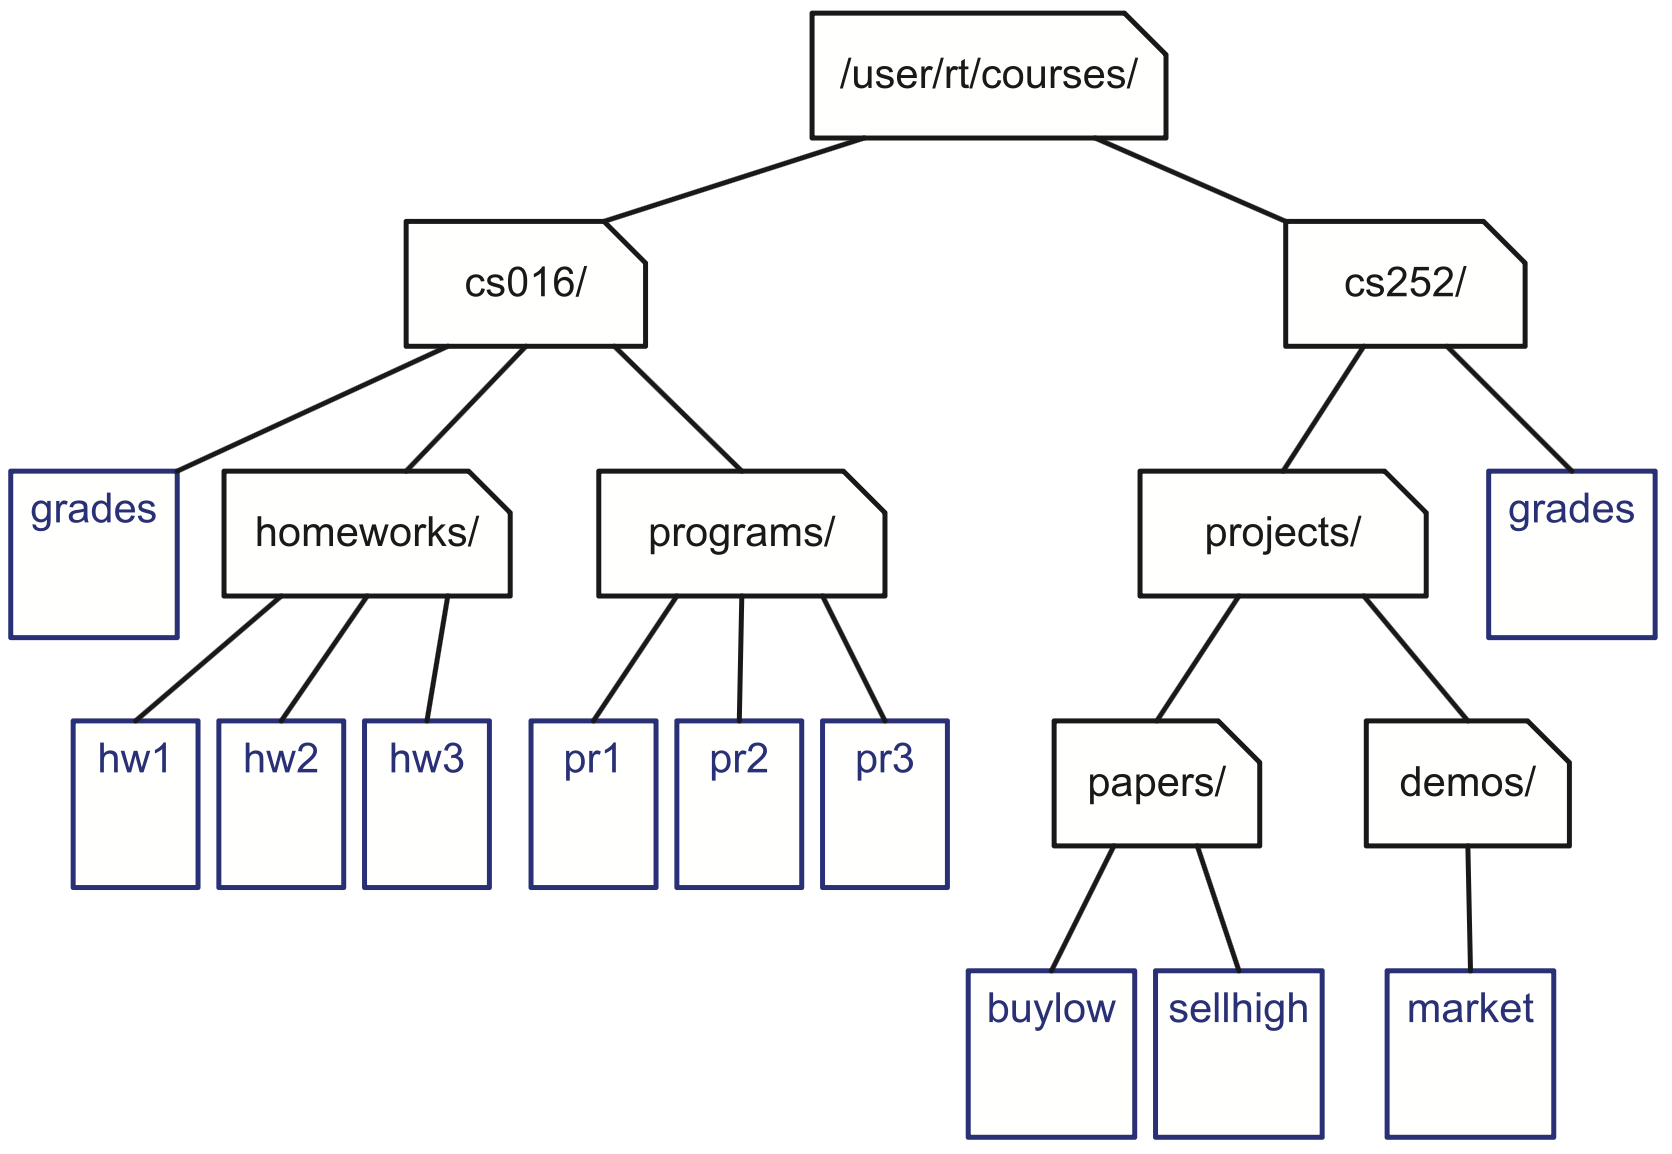 /user/rt/courses/
cs016/
cs252/
grades
homeworks/
programs/
projects/
grades
hw1
hw2
hw3
pr1
pr2
pr3
papers/
demos/
buylow
sellhigh
market